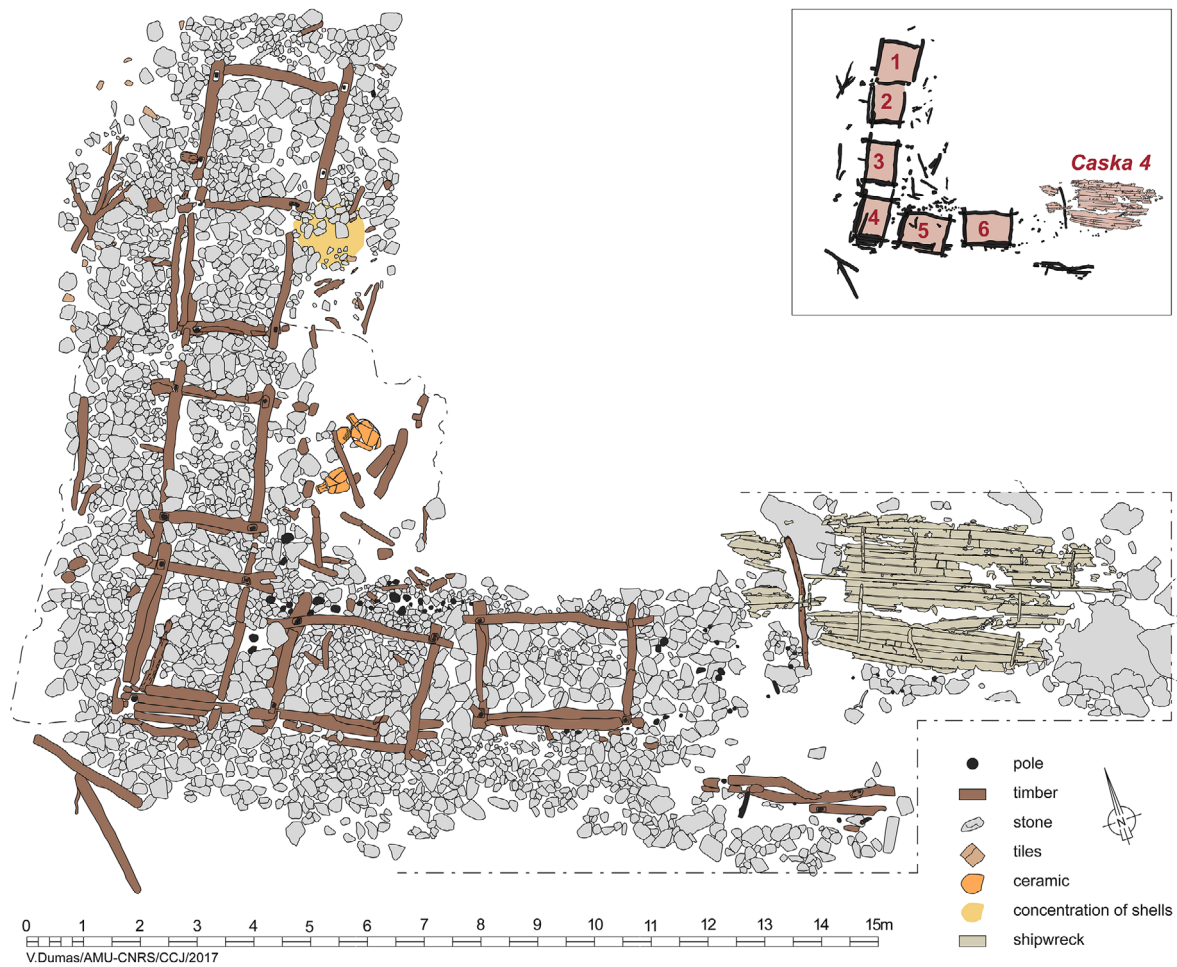 1
2
3
4
5
6
Caska 4
pole
timber
stone
tiles
ceramic
concentration of shells
shipwreck
N
0 1 2 3 4 5 6 7 8 9 10 11 12 13 14 15m
V.Dumas/AMU-CNRS/CCJ/2017